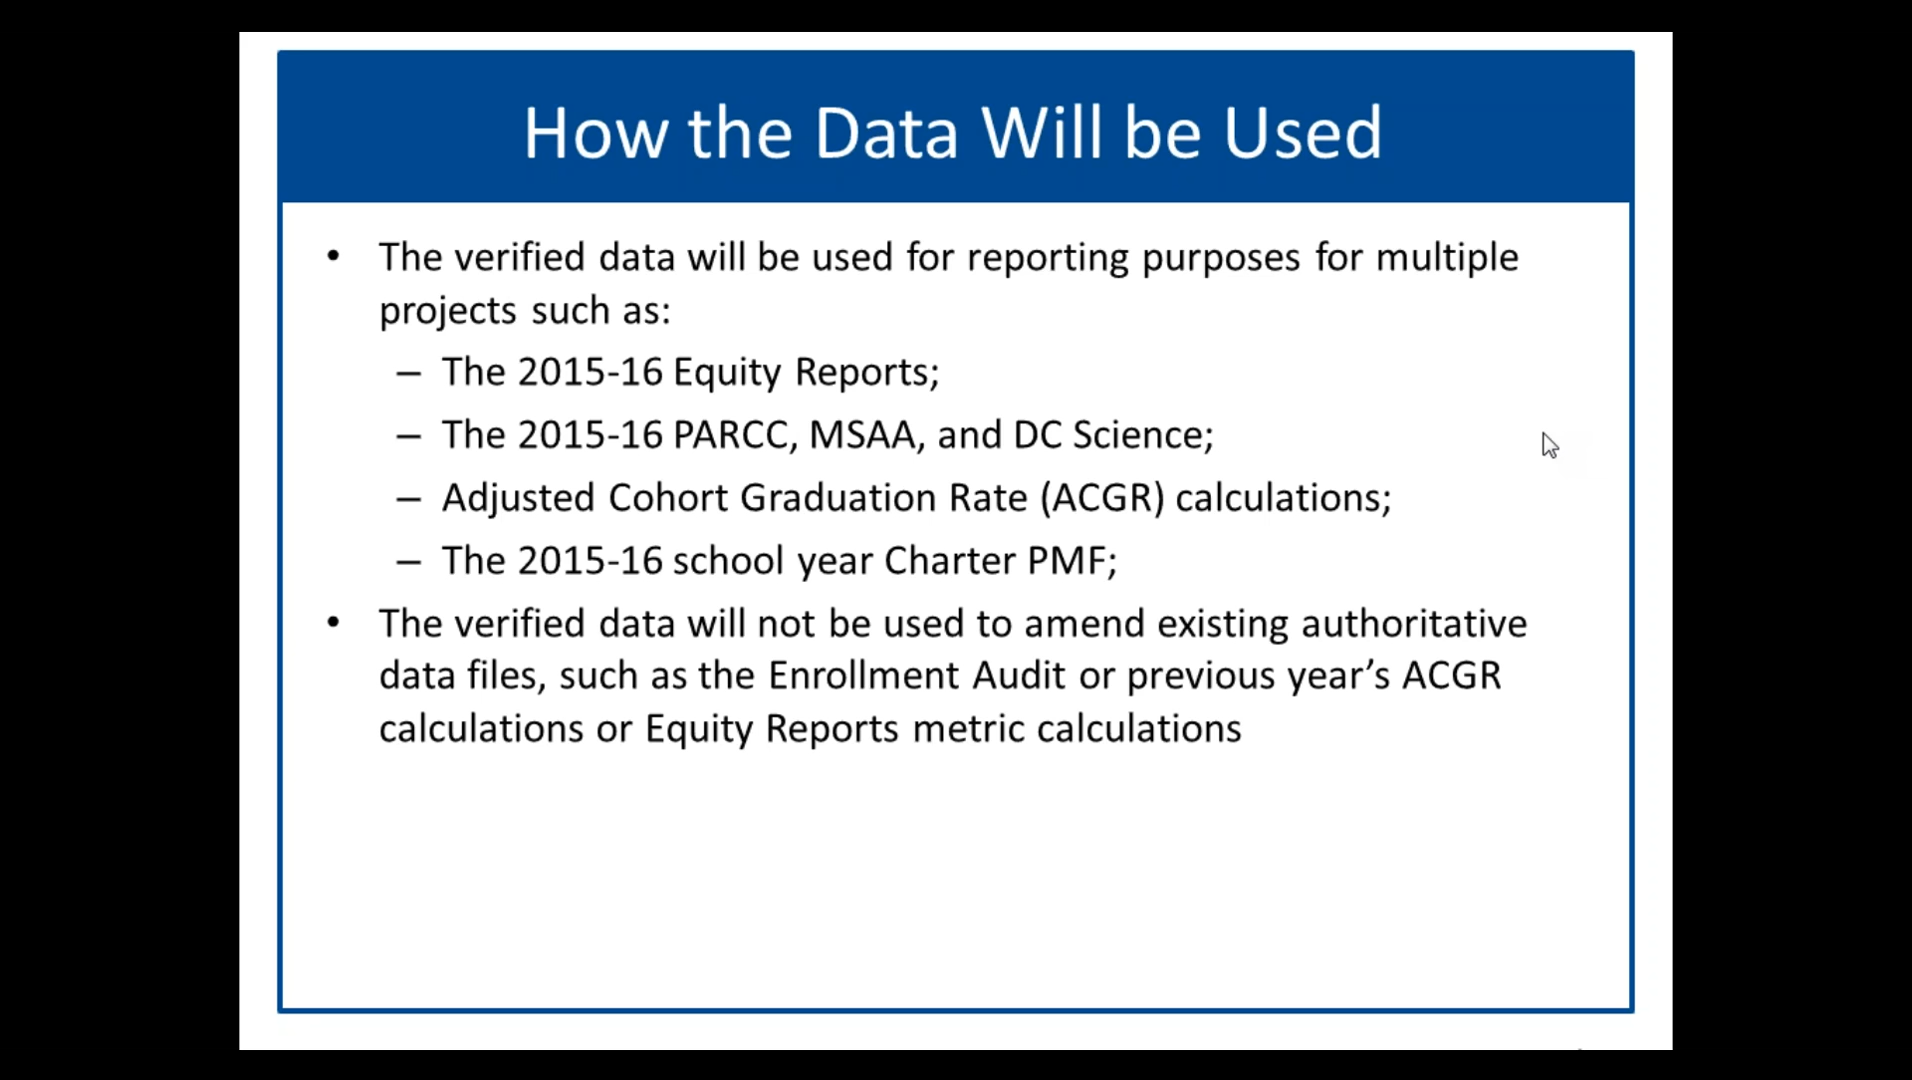 How the Data Will be Used
• The verified data will be used for reporting purposes for multiple
projects such as:
– The 2015-16 Equity Reports;
– The 2015-16 PARCC, MSAA, and DC Science;
– Adjusted Cohort Graduation Rate (ACGR) calculations;
– The 2015-16 school year Charter PMF;
• The verified data will not be used to amend existing authoritative
data files, such as the Enrollment Audit or previous year’s ACGR
calculations or Equity Reports metric calculations